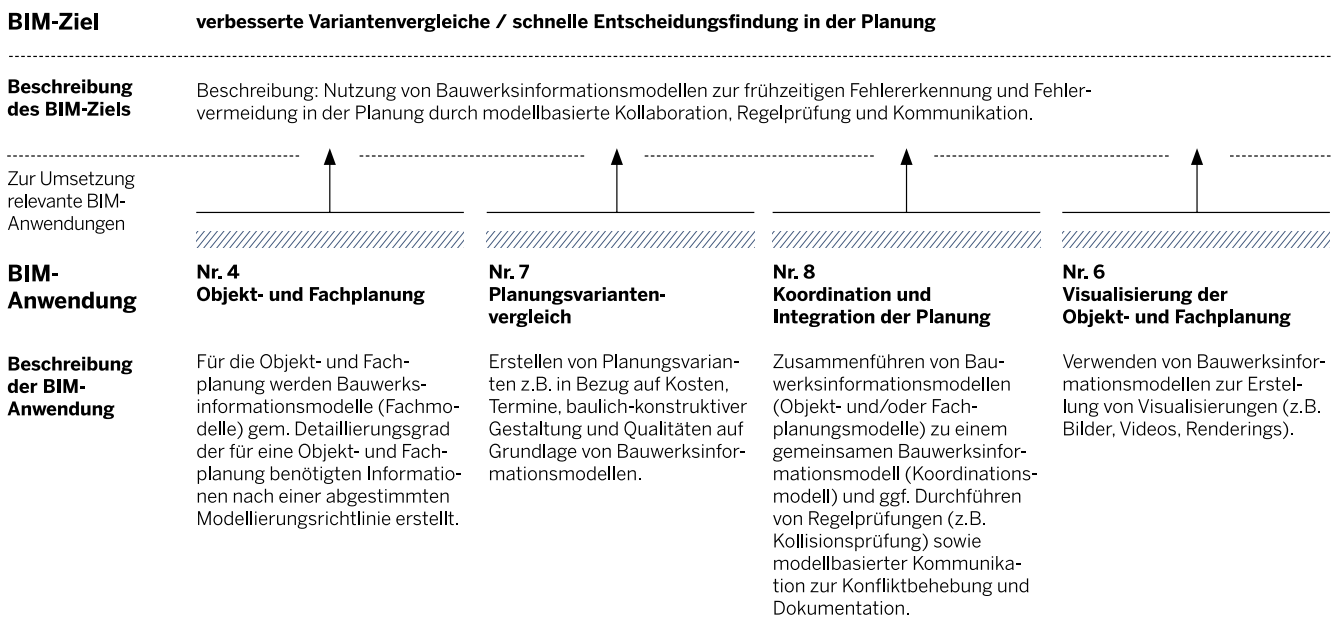 BIM-Ziel
verbesserte Variantenvergleiche / schnelle Entscheidungsfindung in der Planung
Beschreibung
des BIM-Ziels
Beschreibung: Nutzung von Bauwerksinformationsmodellen zur frühzeitigen Fehlererkennung und Fehler-
vermeidung in der Planung durch modellbasierte Kollaboration, Regelprüfung und Kommunikation.
Zur Umsetzung
relevante BIM-
Anwendungen
BIM-
Anwendung
Nr. 4
Objekt- und Fachplanung
Nr. 7
Planungsvarianten-
vergleich
Nr. 8
Koordination und
Integration der Planung
Nr. 6
Visualisierung der
Objekt- und Fachplanung
Beschreibung
der BIM-
Anwendung
Für die Objekt- und Fach-
planung werden Bauwerks-
informationsmodelle (Fachmo-
delle) gem. Detaillierungsgrad
der für eine Objekt- und Fach-
planung benötigten Informatio-
nen nach einer abgestimmten
Modellierungsrichtlinie erstellt.
Erstellen von Planungsvarian-
ten z.B. in Bezug auf Kosten,
Termine, baulich-konstruktiver
Gestaltung und Qualitäten auf
Grundlage von Bauwerksinfor-
mationsmodellen.
Zusammenführen von Bau-
werksinformationsmodellen
(Objekt- und/oder Fach-
planungsmodelle) zu einem
gemeinsamen Bauwerksinfor-
mationsmodell (Koordinations-
modell) und ggf. Durchführen
von Regelprüfungen (z.B.
Kollisionsprüfung) sowie
modellbasierter Kommunika-
tion zur Konfliktbehebung und
Dokumentation.
Verwenden von Bauwerksinfor-
mationsmodellen zur Erstel-
lung von Visualisierungen (z.B.
Bilder, Videos, Renderings).